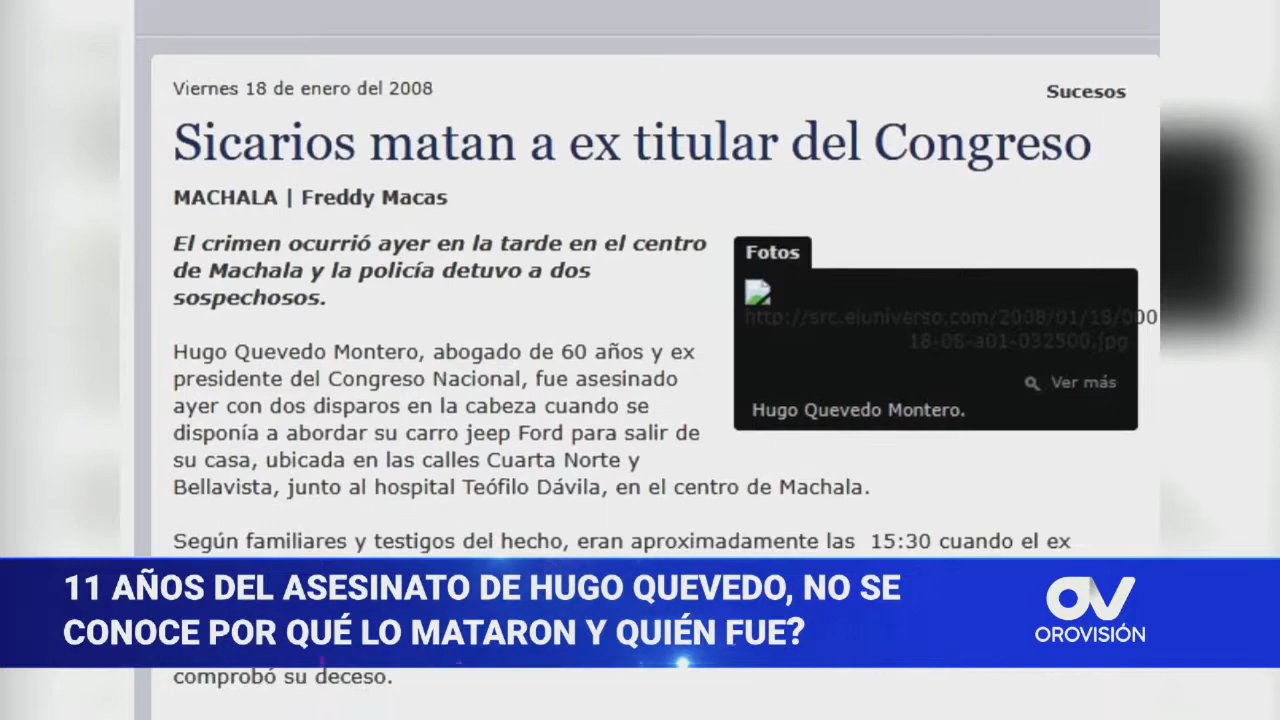 Viernes 18 de enero del 2008
Sucesos
Sicarios matan a ex titular del Congreso
MACHALA | Freddy Macas
El crimen ocurrió ayer en la tarde en el centro
de Machala y la policía detuvo a dos
sospechosos.
Fotos
http://src.eluniverso.com/2008/01/18/000
18-08-a01-032500.jpg
Ver más
Hugo Quevedo Montero.
Hugo Quevedo Montero, abogado de 60 años y ex
presidente del Congreso Nacional, fue asesinado
ayer con dos disparos en la cabeza cuando se
disponía a abordar su carro jeep Ford para salir de
su casa, ubicada en las calles Cuarta Norte y
Bellavista, junto al hospital Teófilo Dávila, en el centro de Machala.
Según familiares y testigos del hecho, eran aproximadamente las 15:30 cuando el ex
11 AÑOS DEL ASESINATO DE HUGO QUEVEDO, NO SE
CONOCE POR QUÉ LO MATARON Y QUIÉN FUE?
OV
OROVISIÓN
comprobó su deceso.